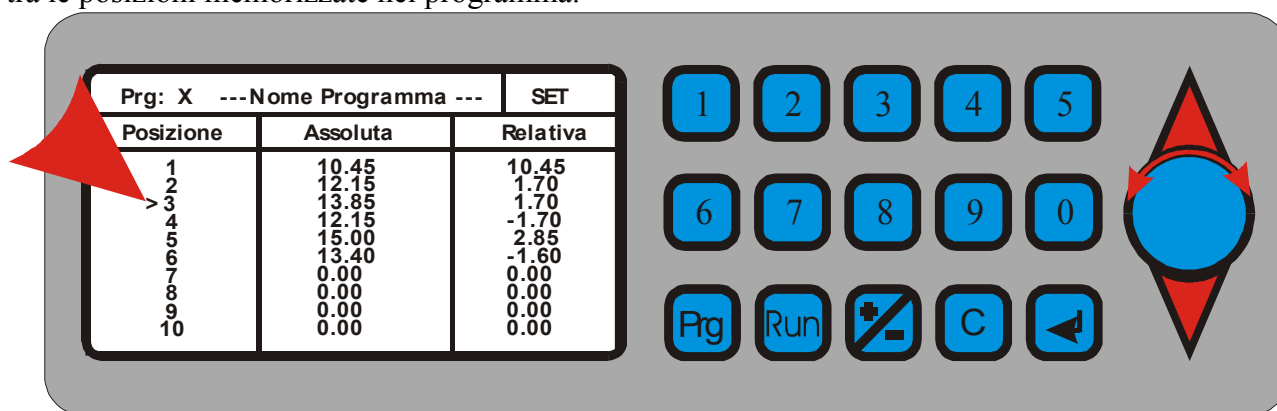 tra le posizioni memorizzate nel programma.
Prg: X ---Nome Programma --- SET
Posizione Assoluta Relativa
1 10.45 10.45
2 12.15 1.70
>3 13.85 1.70
4 12.15 -1.70
5 15.00 2.85
6 13.40 -1.60
7 0.00 0.00
8 0.00 0.00
9 0.00 0.00
10 0.00 0.00
1 2 3 4 5
6 7 8 9 0
Prg Run +/- C